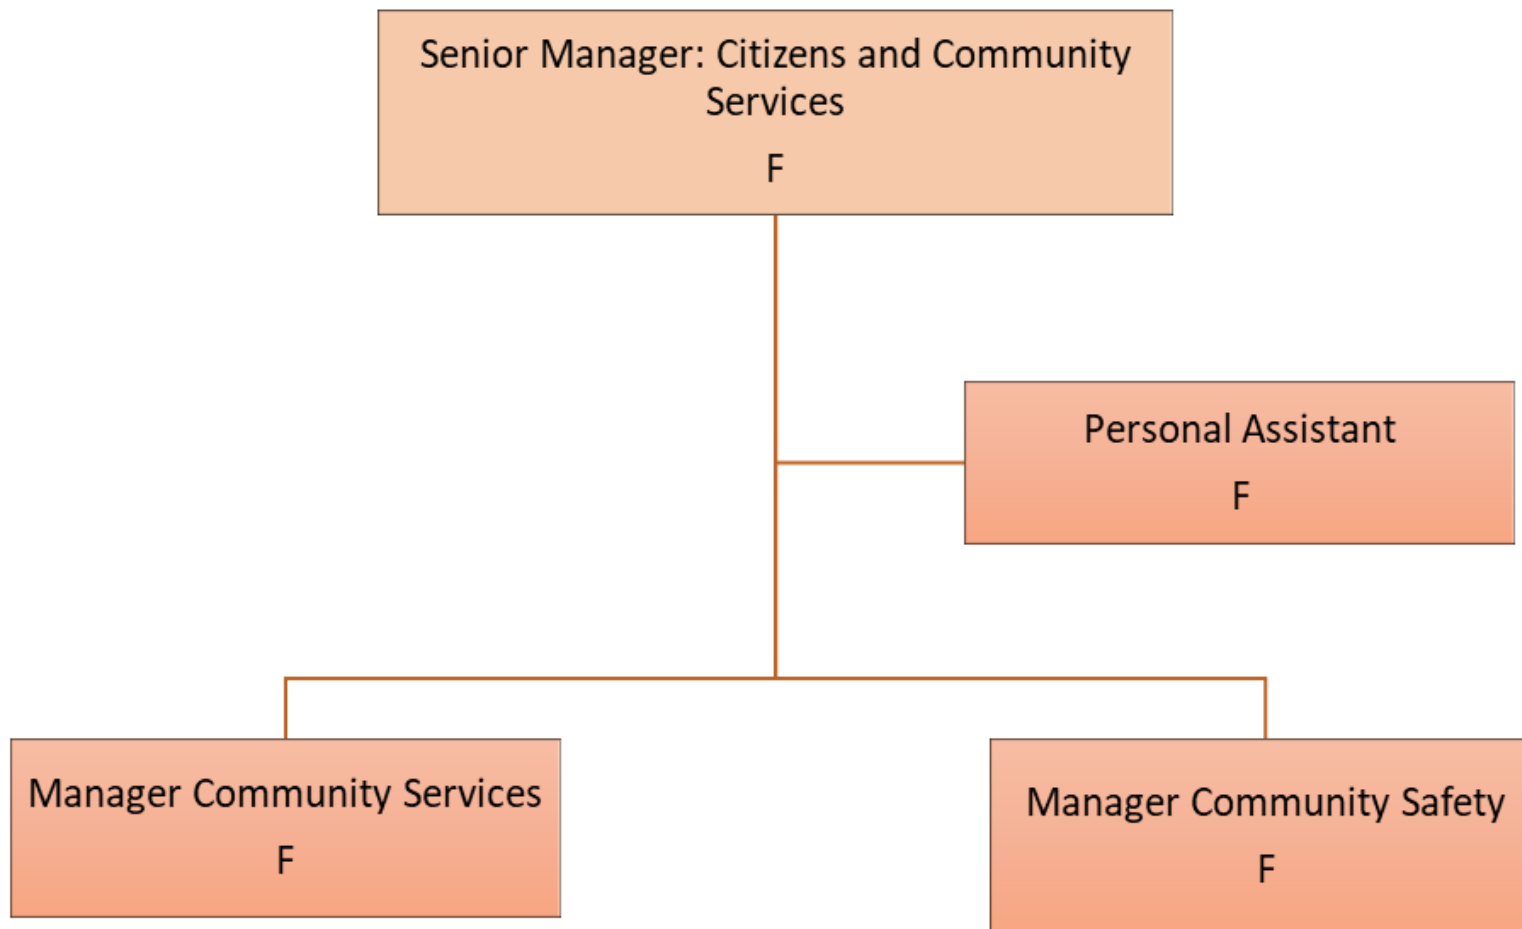 Senior Manager: Citizens and Community
Services
F
Personal Assistant
F
Manager Community Services
F
Manager Community Safety
F